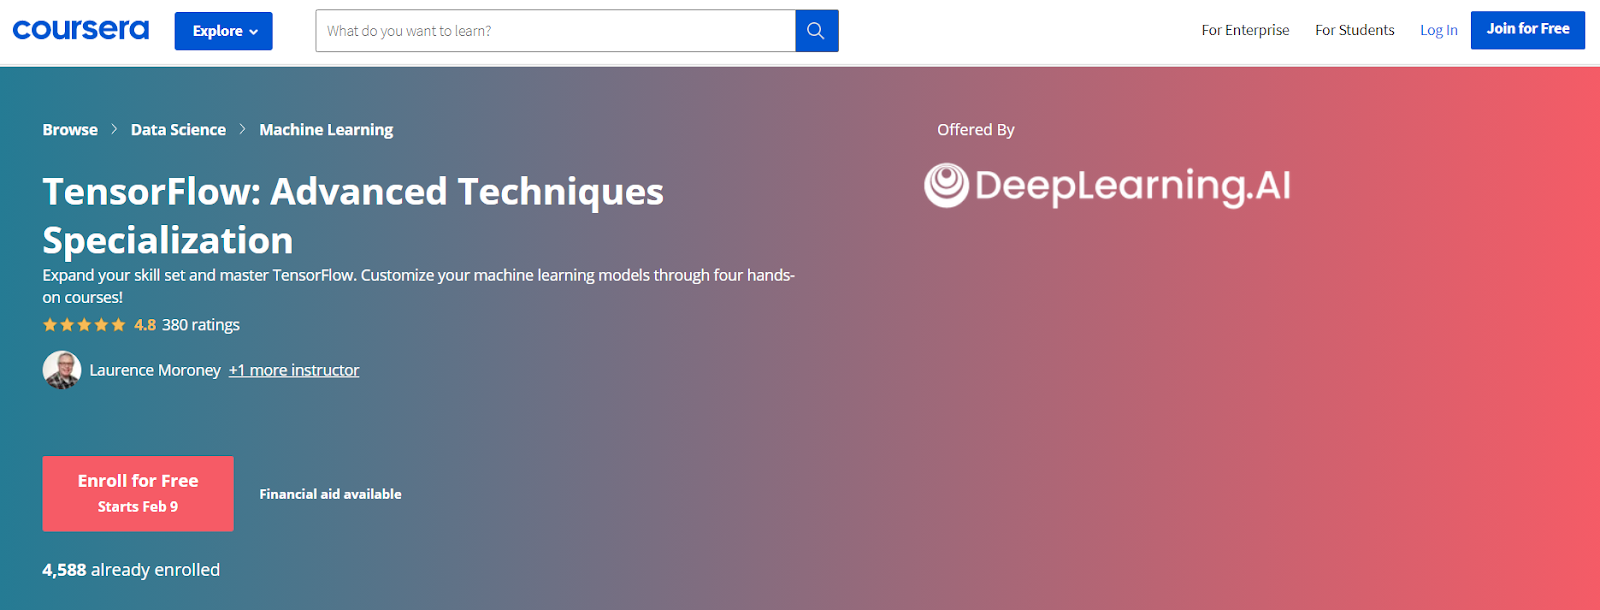 coursera
Explore
What do you want to learn?
For Enterprise
For Students
Log In
Join for Free
Browse > Data Science > Machine Learning
Offered By
DeepLearning.AI
TensorFlow: Advanced Techniques
Specialization
Expand your skill set and master TensorFlow. Customize your machine learning models through four hands-
on courses!
4.8 380 ratings
Laurence Moroney +1 more instructor
Enroll for Free
Starts Feb 9
Financial aid available
4,588 already enrolled